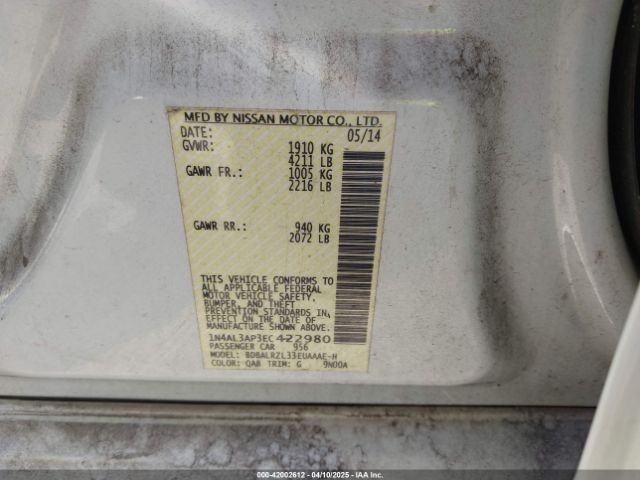 MFD BY NISSAN MOTOR CO., LTD.
DATE: 05/14
GVWR: 1910 KG
4211 LB
GAWR FR.: 1005 KG
2216 LB
GAWR RR.: 940 KG
2072 LB
THIS VEHICLE CONFORMS TO
ALL APPLICABLE FEDERAL
MOTOR VEHICLE SAFETY,
BUMPER, AND THEFT
PREVENTION STANDARDS IN
EFFECT ON THE DATE OF
MANUFACTURE SHOWN ABOVE.
1N4AL3AP3EC422980
PASSENGER CAR 956
MODEL: BDBALRZL33EUAAAE-H
COLOR: QAB TRIM: G 9N00A
000-42002612 - 04/10/2025 - IAA Inc.